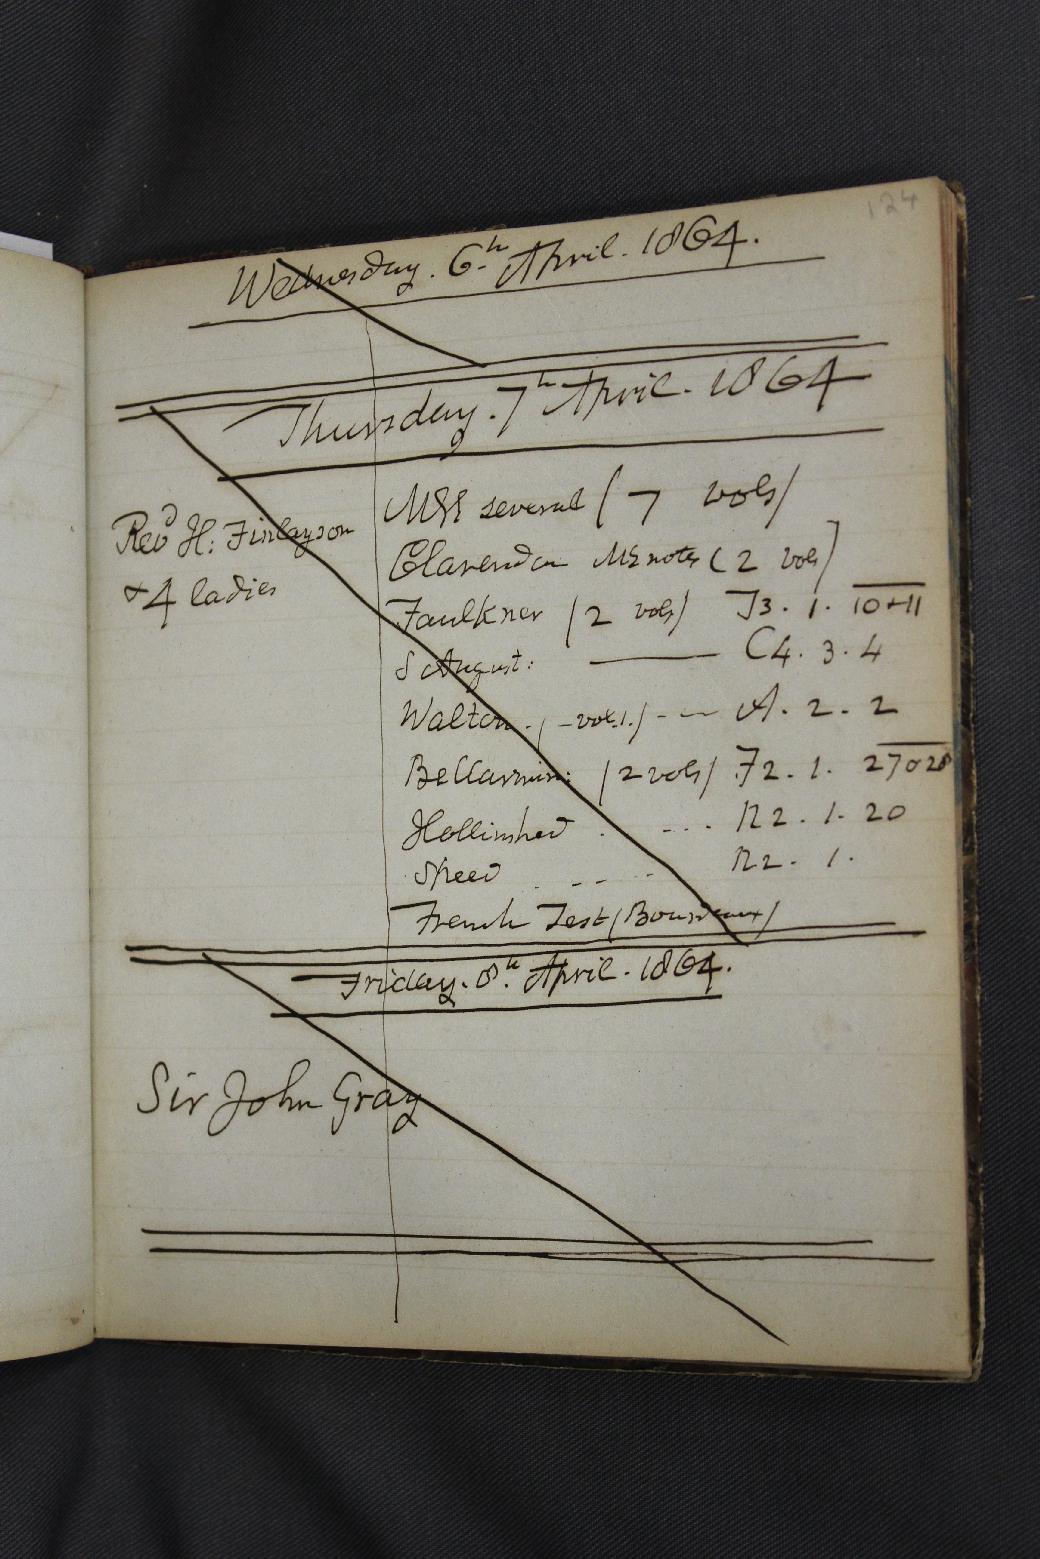 124
Wednesday. 6th April. 1864.
Thursday. 7th April. 1864
MSS several (7 vols)
Revd H: Finlayson
Clarendon MS notes (2 vols)
& 4 ladies
Faulkner (2 vols) J3. 1. 10+11
S August: — C4. 3. 4
Walton. (-vol.1.) - — A. 2. 2
Bellarmin: (2 vols) F2. 1. 27 28
Hollinshed . - - - R2. 1. 20
Speed . - - - R2. 1.
French Test (Bourdeaux)
Friday. 8th. April. 1864.
Sir John Gray